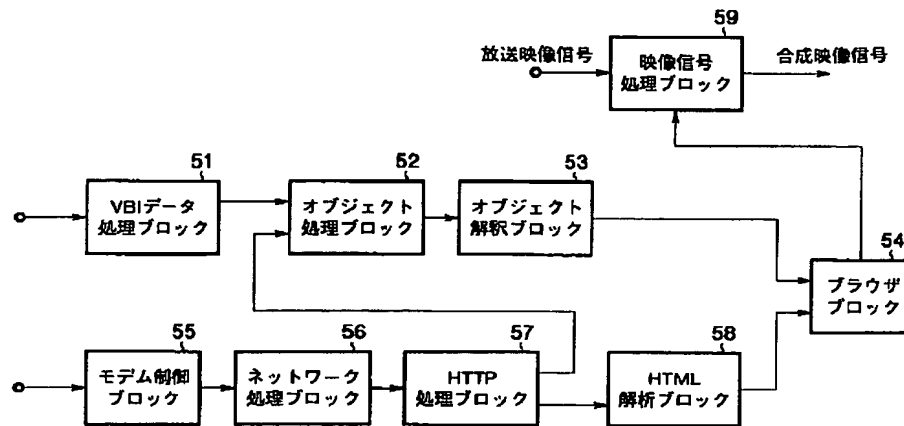 59
放送映像信号
映像信号
処理ブロック
合成映像信号
51
VBIデータ
処理ブロック
52
オブジェクト
処理ブロック
53
オブジェクト
解釈ブロック
54
ブラウザ
ブロック
55
モデム制御
ブロック
56
ネットワーク
処理ブロック
57
HTTP
処理ブロック
58
HTML
解析ブロック